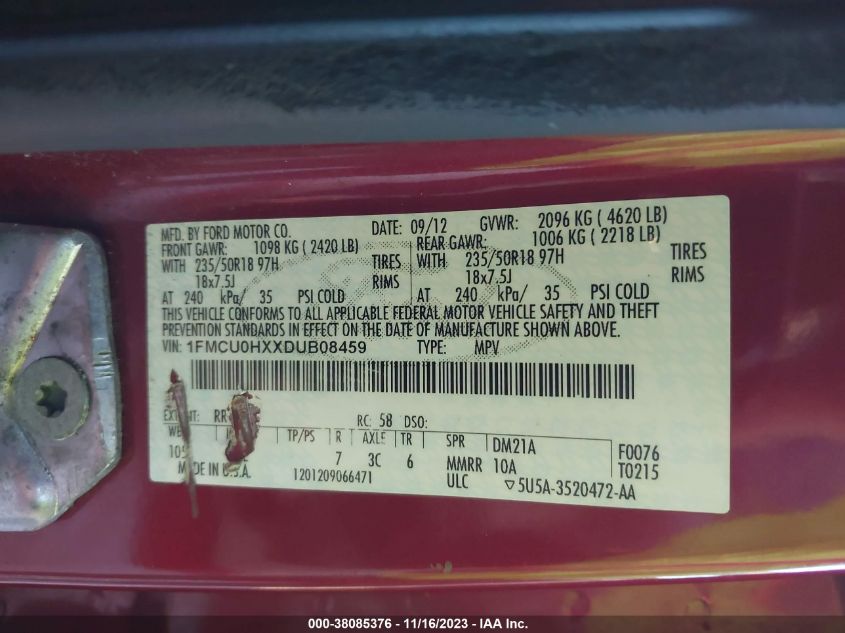 MFD. BY FORD MOTOR CO. DATE: 09/12 GVWR: 2096 KG ( 4620 LB)
FRONT GAWR: 1098 KG ( 2420 LB) REAR GAWR: 1006 KG ( 2218 LB)
WITH 235/50R18 97H TIRES WITH 235/50R18 97H TIRES
18x7.5J RIMS 18x7.5J RIMS
AT 240 kPa/ 35 PSI COLD AT 240 kPa/ 35 PSI COLD
THIS VEHICLE CONFORMS TO ALL APPLICABLE FEDERAL MOTOR VEHICLE SAFETY AND THEFT
PREVENTION STANDARDS IN EFFECT ON THE DATE OF MANUFACTURE SHOWN ABOVE.
VIN: 1FMCU0HXXDUB08459 TYPE: MPV
RR RC: 58 DSO:
TP/PS R AXLE TR SPR DM21A F0076
7 3C 6 MMRR 10A T0215
MADE IN U.S.A. 1201209066471 ULC ▽5U5A-3520472-AA
000-38085376 - 11/16/2023 - IAA Inc.